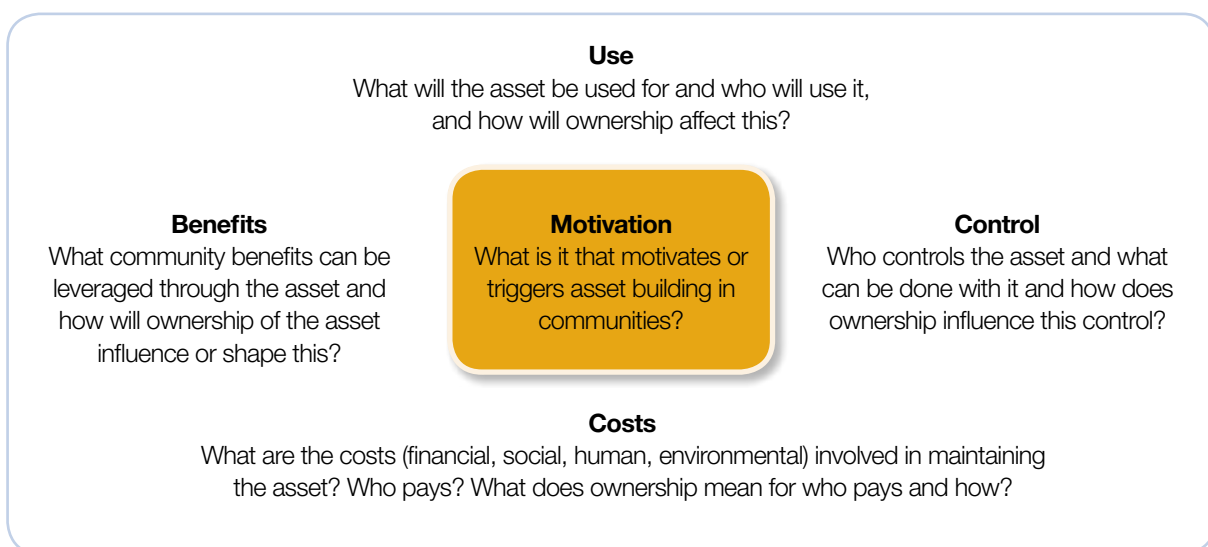 Use
What will the asset be used for and who will use it,
and how will ownership affect this?
Benefits
What community benefits can be
leveraged through the asset and
how will ownership of the asset
influence or shape this?
Motivation
What is it that motivates or
triggers asset building in
communities?
Control
Who controls the asset and what
can be done with it and how does
ownership influence this control?
Costs
What are the costs (financial, social, human, environmental) involved in maintaining
the asset? Who pays? What does ownership mean for who pays and how?